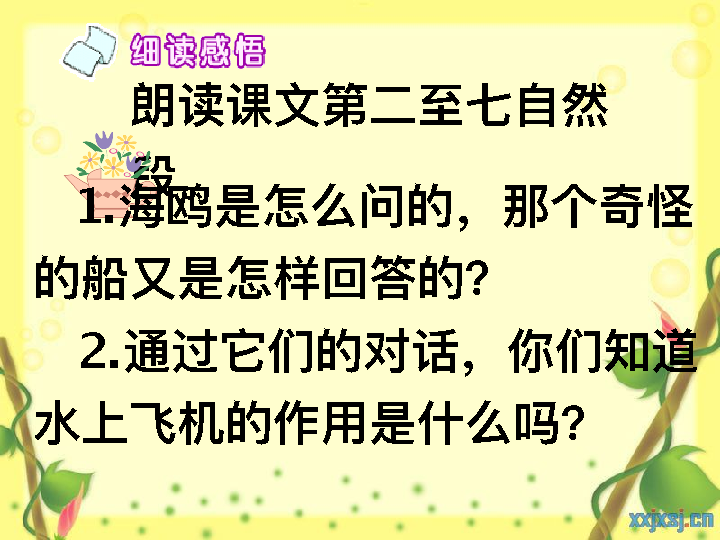 细读感悟
朗读课文第二至七自然
段
1.海鸥是怎么问的，那个奇怪
的船又是怎样回答的？
2.通过它们的对话，你们知道
水上飞机的作用是什么吗？
xxjxsj.cn